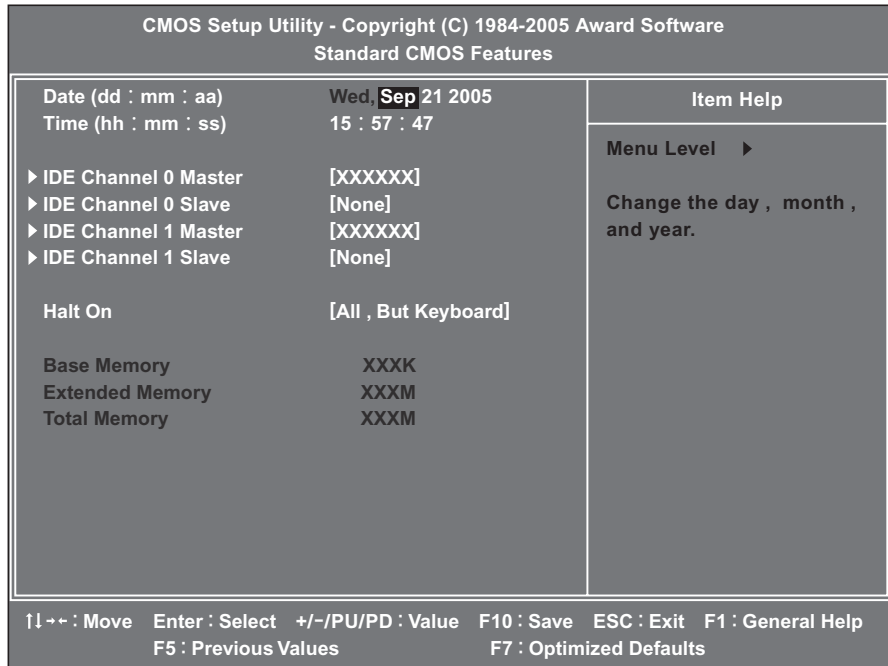 CMOS Setup Utility - Copyright (C) 1984-2005 Award Software
Standard CMOS Features
Date (dd : mm : aa) Wed, Sep 21 2005
Time (hh : mm : ss) 15 : 57 : 47
▶ IDE Channel 0 Master [XXXXXX]
▶ IDE Channel 0 Slave [None]
▶ IDE Channel 1 Master [XXXXXX]
▶ IDE Channel 1 Slave [None]
Halt On [All , But Keyboard]
Base Memory XXXK
Extended Memory XXXM
Total Memory XXXM
Item Help
Menu Level ▶
Change the day , month ,
and year.
↑↓→← : Move Enter : Select +/-/PU/PD : Value F10 : Save ESC : Exit F1 : General Help
F5 : Previous Values F7 : Optimized Defaults